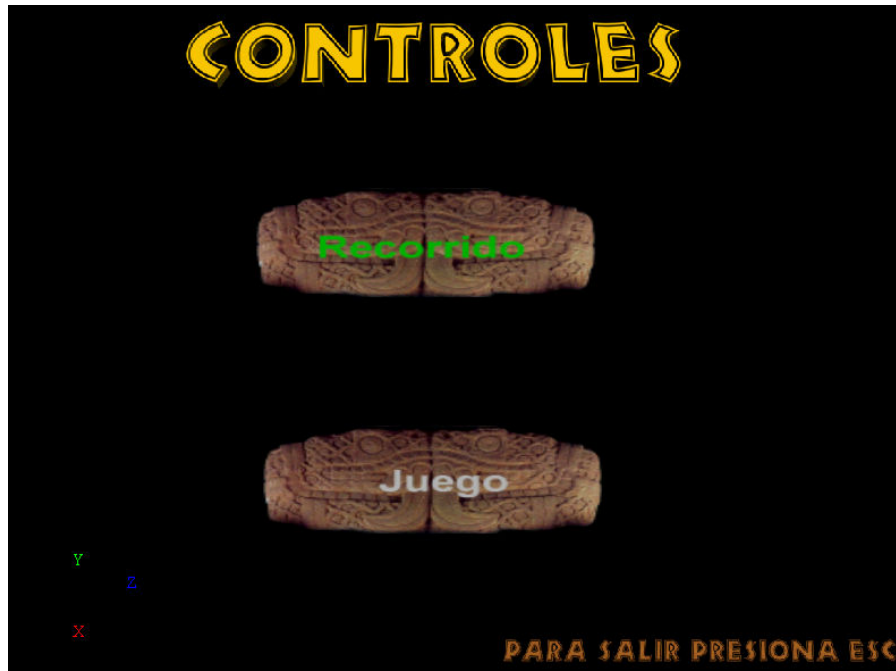 CONTROLES
Recorrido
Juego
Y
Z
X
PARA SALIR PRESIONA ESC